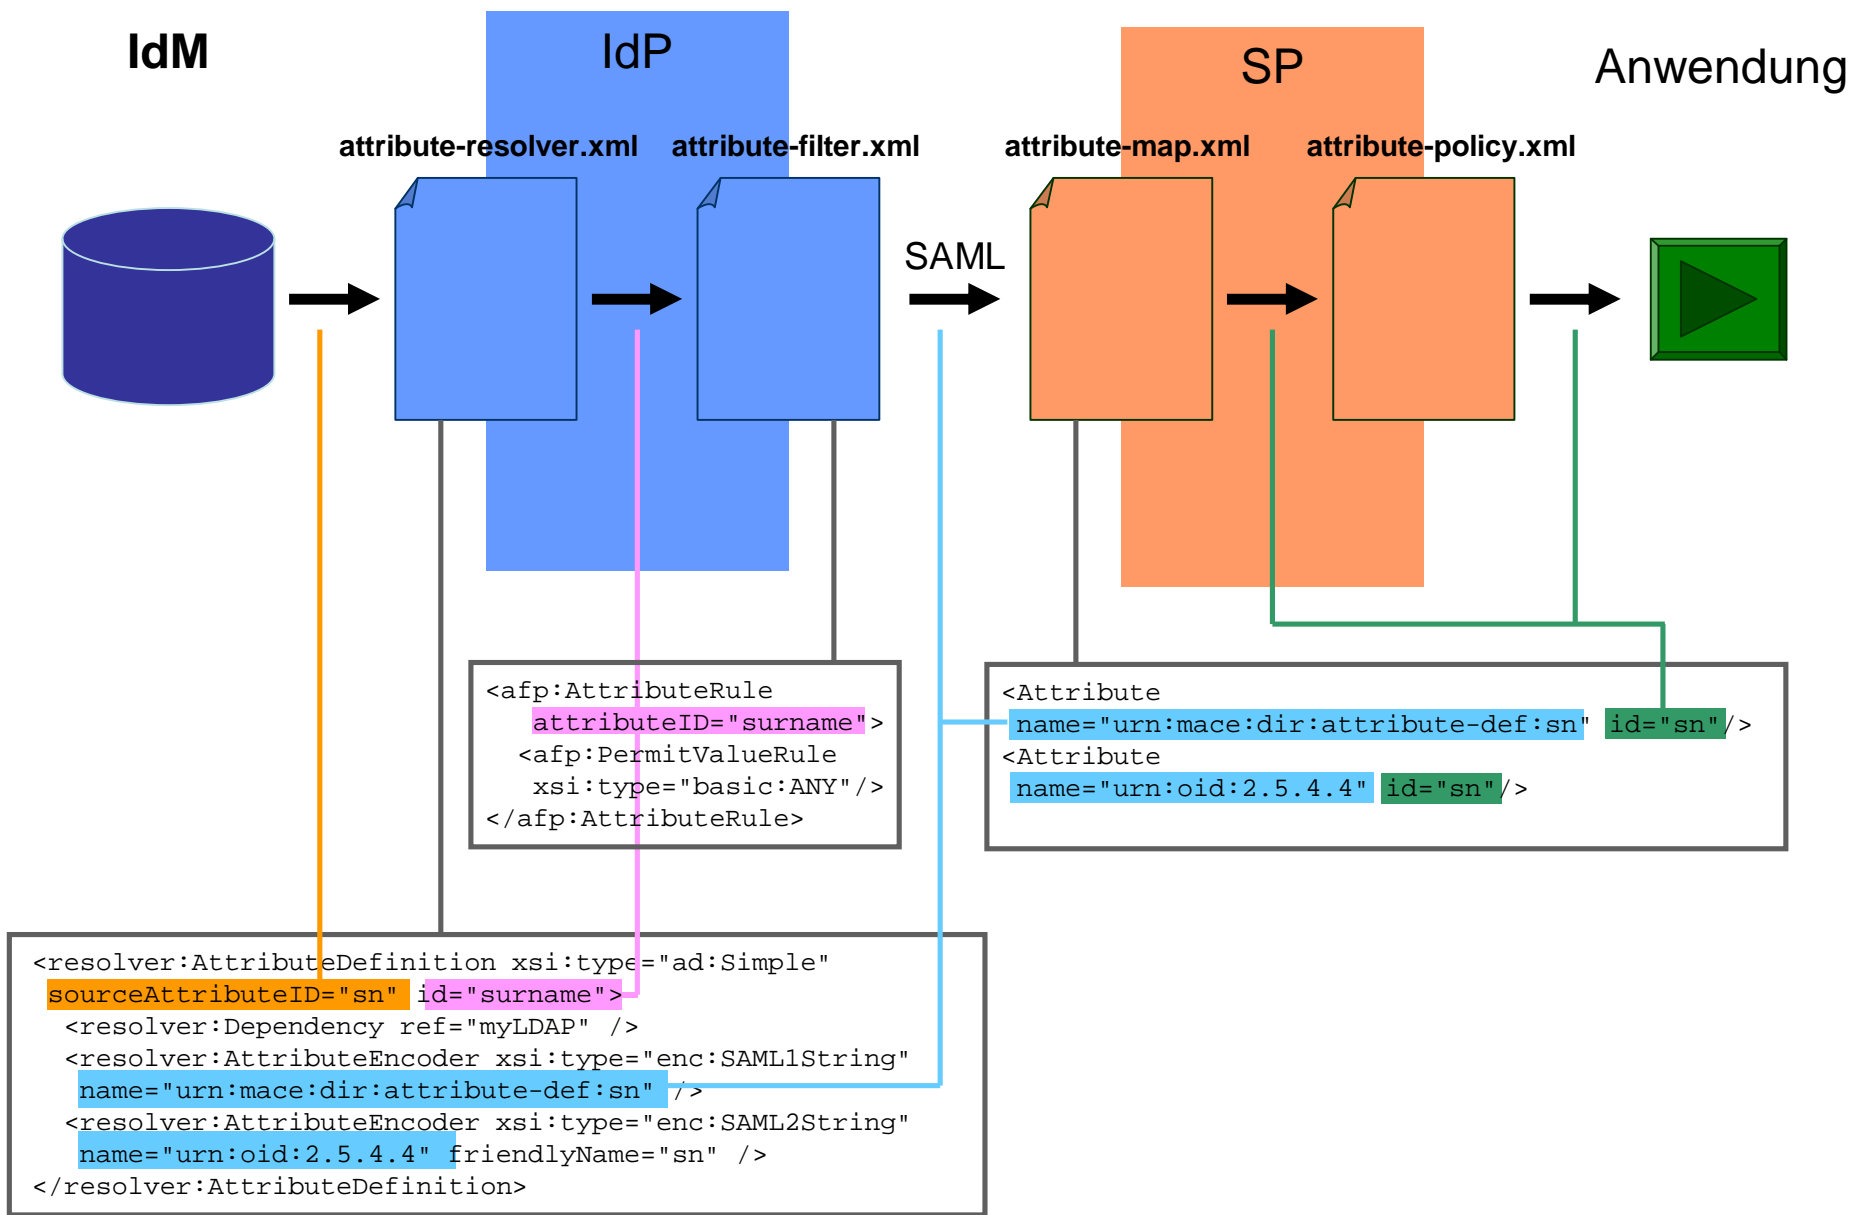 IdM
IdP
SP
Anwendung
attribute-resolver.xml
attribute-filter.xml
attribute-map.xml
attribute-policy.xml
SAML
<afp:AttributeRule
attributeID="surname">
<afp:PermitValueRule
xsi:type="basic:ANY"/>
</afp:AttributeRule>
<Attribute
name="urn:mace:dir:attribute-def:sn" id="sn"/>
<Attribute
name="urn:oid:2.5.4.4" id="sn"/>
<resolver:AttributeDefinition xsi:type="ad:Simple"
sourceAttributeID="sn" id="surname">
<resolver:Dependency ref="myLDAP" />
<resolver:AttributeEncoder xsi:type="enc:SAML1String"
name="urn:mace:dir:attribute-def:sn" />
<resolver:AttributeEncoder xsi:type="enc:SAML2String"
name="urn:oid:2.5.4.4" friendlyName="sn" />
</resolver:AttributeDefinition>